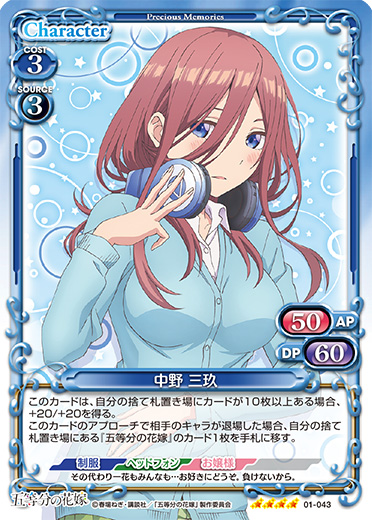 Precious Memories
Character
COST
3
SOURCE
3
50 AP
DP 60
中野 三玖
このカードは、自分の捨て札置き場にカードが10枚以上ある場合、
+20/+20を得る。
このカードのアプローチで相手のキャラが退場した場合、自分の捨て
札置き場にある『五等分の花嫁』のカード1枚を手札に移す。
制服 ヘッドフォン お嬢様
その代わり一花もみんなも…お好きにどうぞ。負けないから。
五等分の花嫁
©春場ねぎ・講談社/「五等分の花嫁」製作委員会
01-043